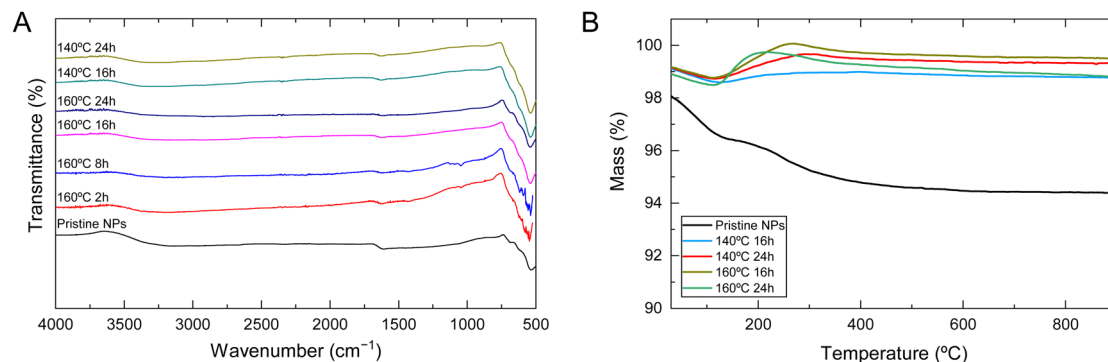 A
Transmittance (%)
140ºC 24h
140ºC 16h
160ºC 24h
160ºC 16h
160ºC 8h
160ºC 2h
Pristine NPs
4000 3500 3000 2500 2000 1500 1000 500
Wavenumber (cm⁻¹)
B
Mass (%)
100
98
96
94
92
90
Pristine NPs
140ºC 16h
140ºC 24h
160ºC 16h
160ºC 24h
200 400 600 800
Temperature (ºC)